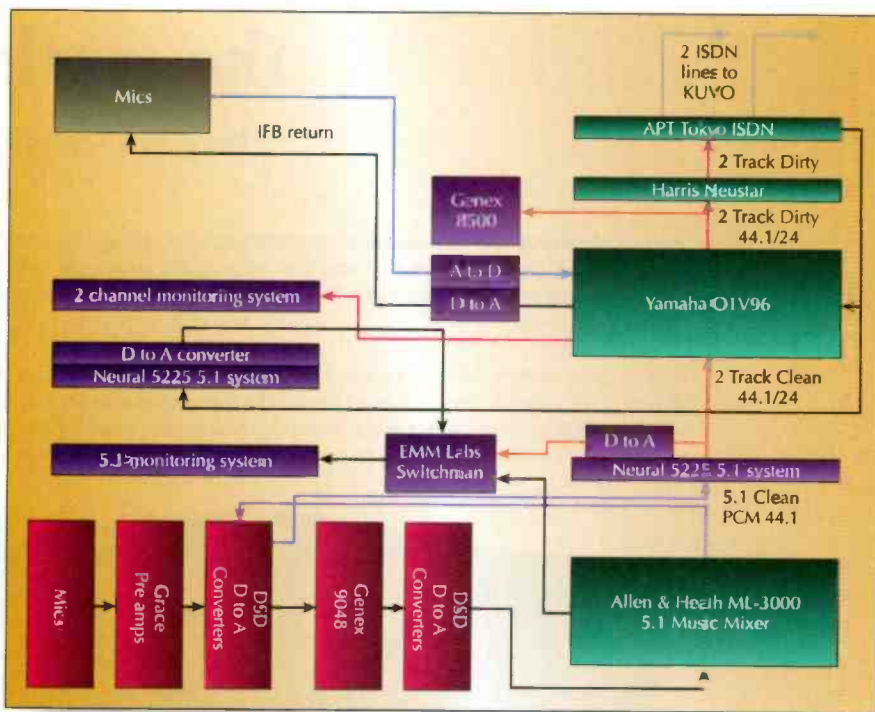 2 ISDN
lines to
KUVO
Mics
IFB return
APT Tokyo ISDN
2 Track Dirty
Harris Neustar
Genex
8500
2 Track Dirty
44.1/24
A to D
D to A
Yamaha O1V96
2 channel monitoring system
D to A converter
Neural 5225 5.1 system
2 Track Clean
44.1/24
D to A
5.1 monitoring system
EMM Labs
Switchman
Neural 5225 5.1 system
5.1 Clean
PCM 44.1
Mics
Grace
Pre amps
DSD
D to A
Converters
Genex
9048
DSD
D to A
Converters
Allen & Heath ML-3000
5.1 Music Mixer